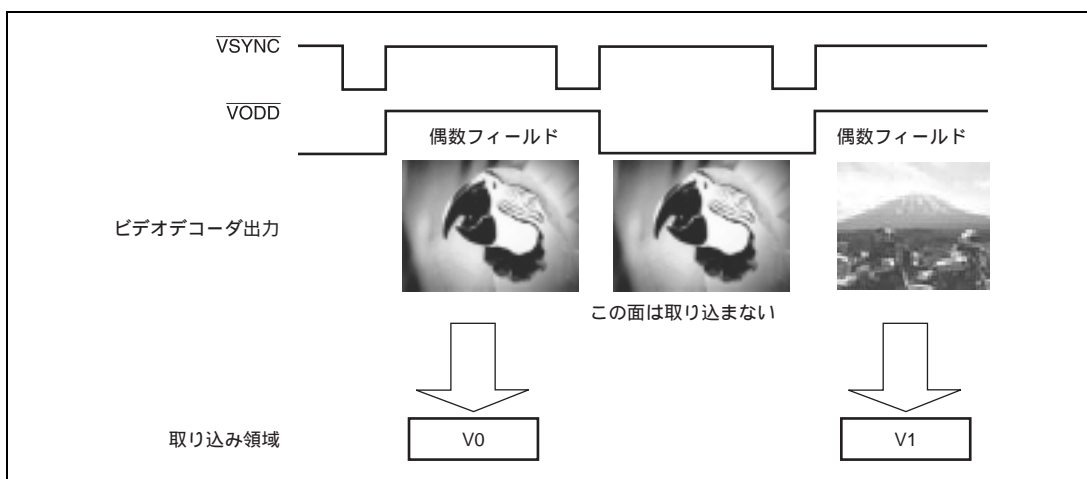 VSYNC
VODD
偶数フィールド 偶数フィールド
ビデオデコーダ出力
この面は取り込まない
取り込み領域 V0 V1